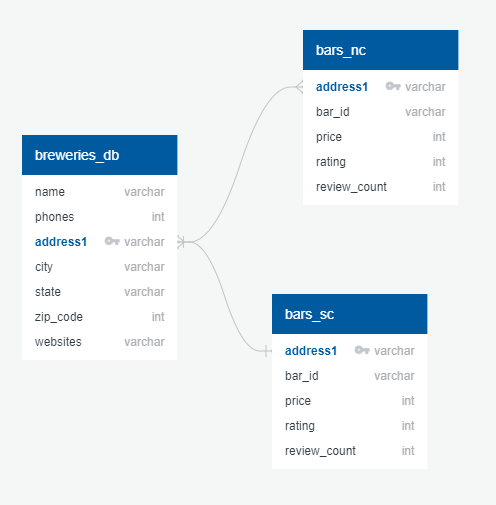 bars_nc
address1 varchar
bar_id varchar
price int
rating int
review_count int
breweries_db
name varchar
phones int
address1 varchar
city varchar
state varchar
zip_code int
websites varchar
bars_sc
address1 varchar
bar_id varchar
price int
rating int
review_count int